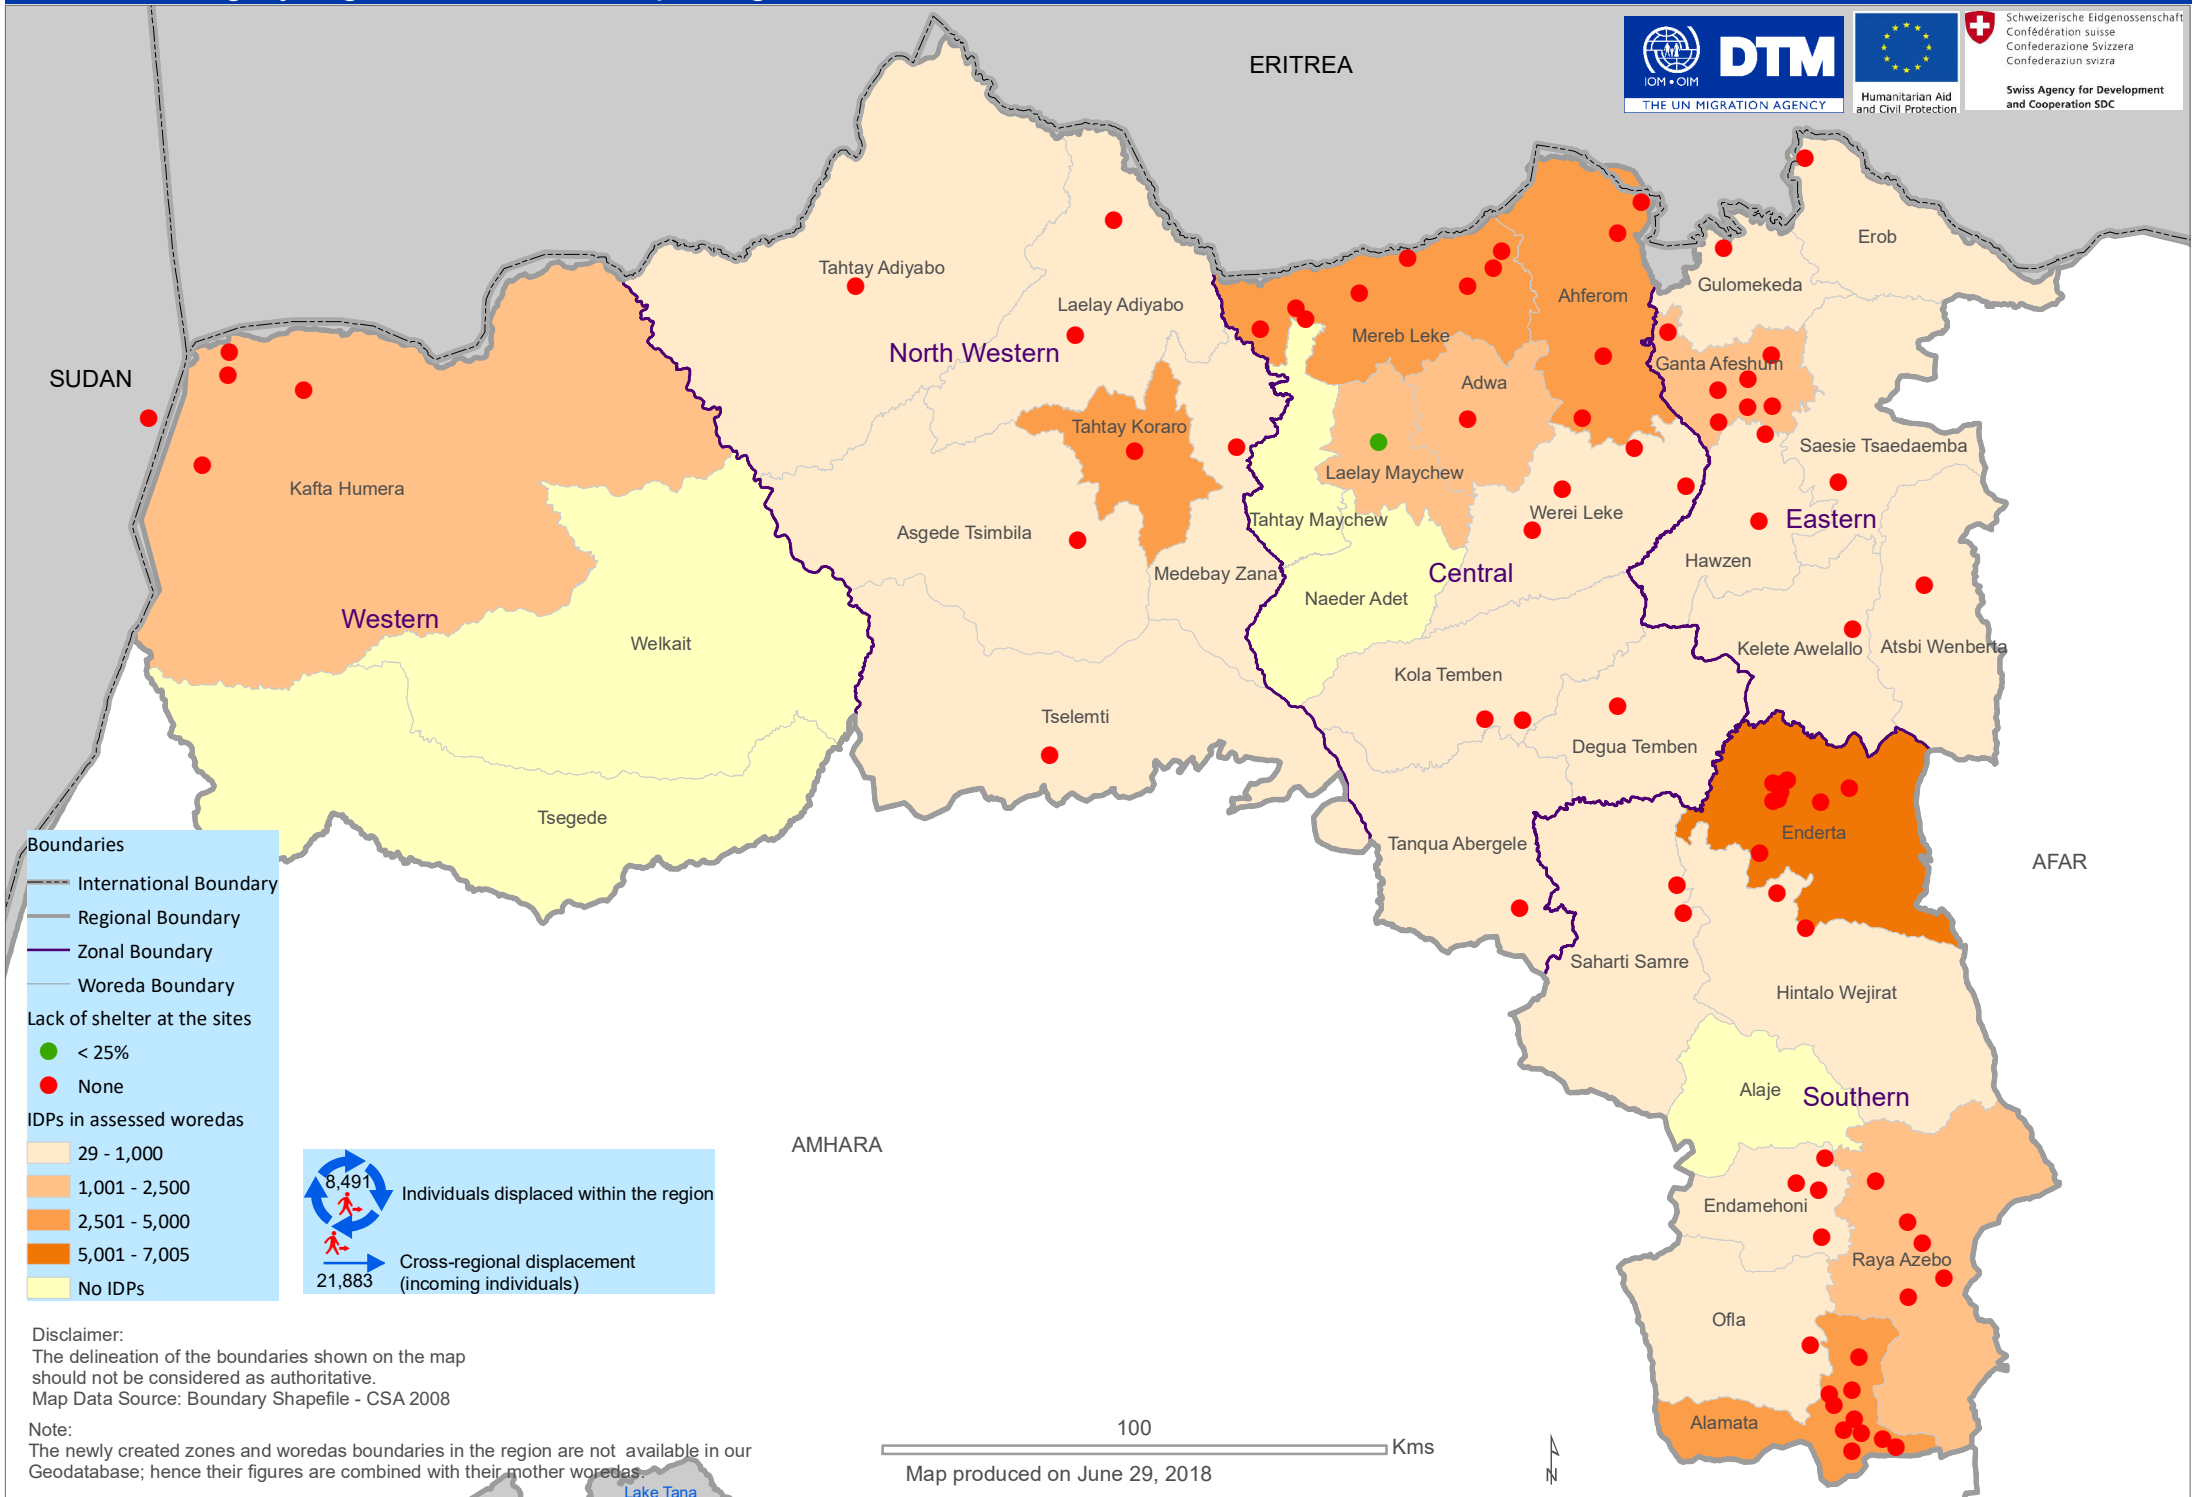 ERITREA
IOM • OIM
DTM
THE UN MIGRATION AGENCY
Humanitarian Aid
and Civil Protection
Schweizerische Eidgenossenschaft
Confédération suisse
Confederazione Svizzera
Confederaziun svizra
Swiss Agency for Development
and Cooperation SDC
Erob
Tahtay Adiyabo
Gulomekeda
Ahferom
Laelay Adiyabo
Mereb Leke
North Western
Ganta Afeshum
SUDAN
Adwa
Tahtay Koraro
Saesie Tsaedaemba
Laelay Maychew
Kafta Humera
Werei Leke
Tahtay Maychew
Eastern
Asgede Tsimbila
Hawzen
Medebay Zana
Central
Naeder Adet
Western
Welkait
Kelete Awelallo
Atsbi Wenberta
Kola Temben
Tselemti
Degua Temben
Tsegede
Enderta
Tanqua Abergele
AFAR
Saharti Samre
Hintalo Wejirat
Alaje
Southern
AMHARA
Endamehoni
Raya Azebo
Ofla
Alamata
Boundaries
International Boundary
Regional Boundary
Zonal Boundary
Woreda Boundary
Lack of shelter at the sites
< 25%
None
IDPs in assessed woredas
29 - 1,000
1,001 - 2,500
2,501 - 5,000
5,001 - 7,005
No IDPs
8,491
Individuals displaced within the region
21,883
Cross-regional displacement
(incoming individuals)
Disclaimer:
The delineation of the boundaries shown on the map
should not be considered as authoritative.
Map Data Source: Boundary Shapefile - CSA 2008
Note:
The newly created zones and woredas boundaries in the region are not available in our
Geodatabase; hence their figures are combined with their mother woredas.
Lake Tana
100
Kms
Map produced on June 29, 2018
N